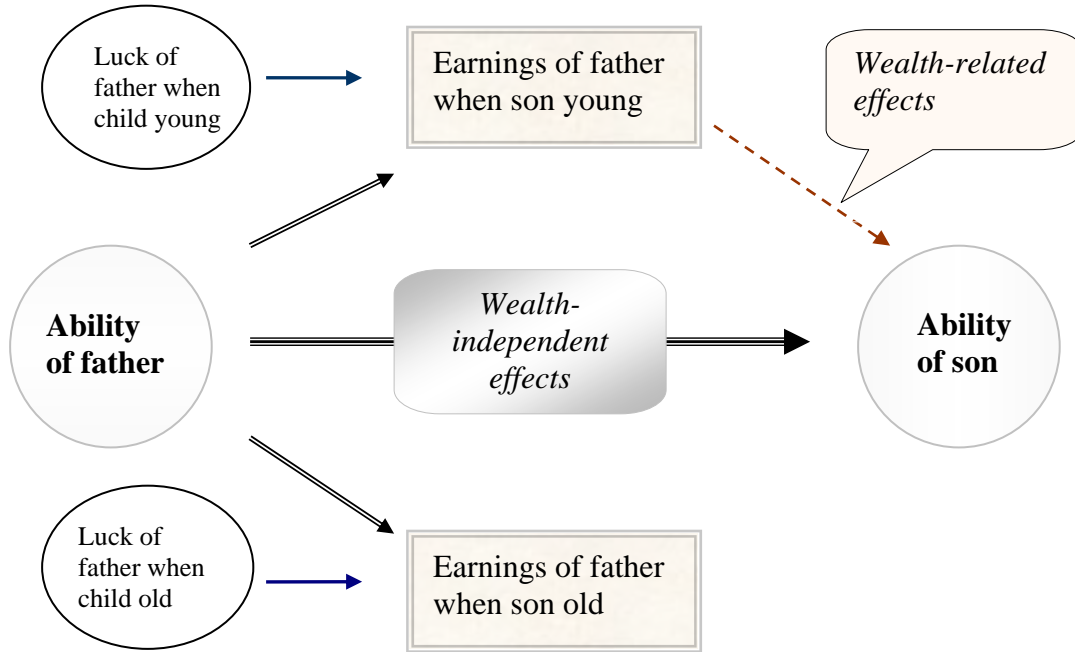 Luck of
father when
child young
Earnings of father
when son young
Wealth-related
effects
Ability
of father
Wealth-
independent
effects
Ability
of son
Luck of
father when
child old
Earnings of father
when son old